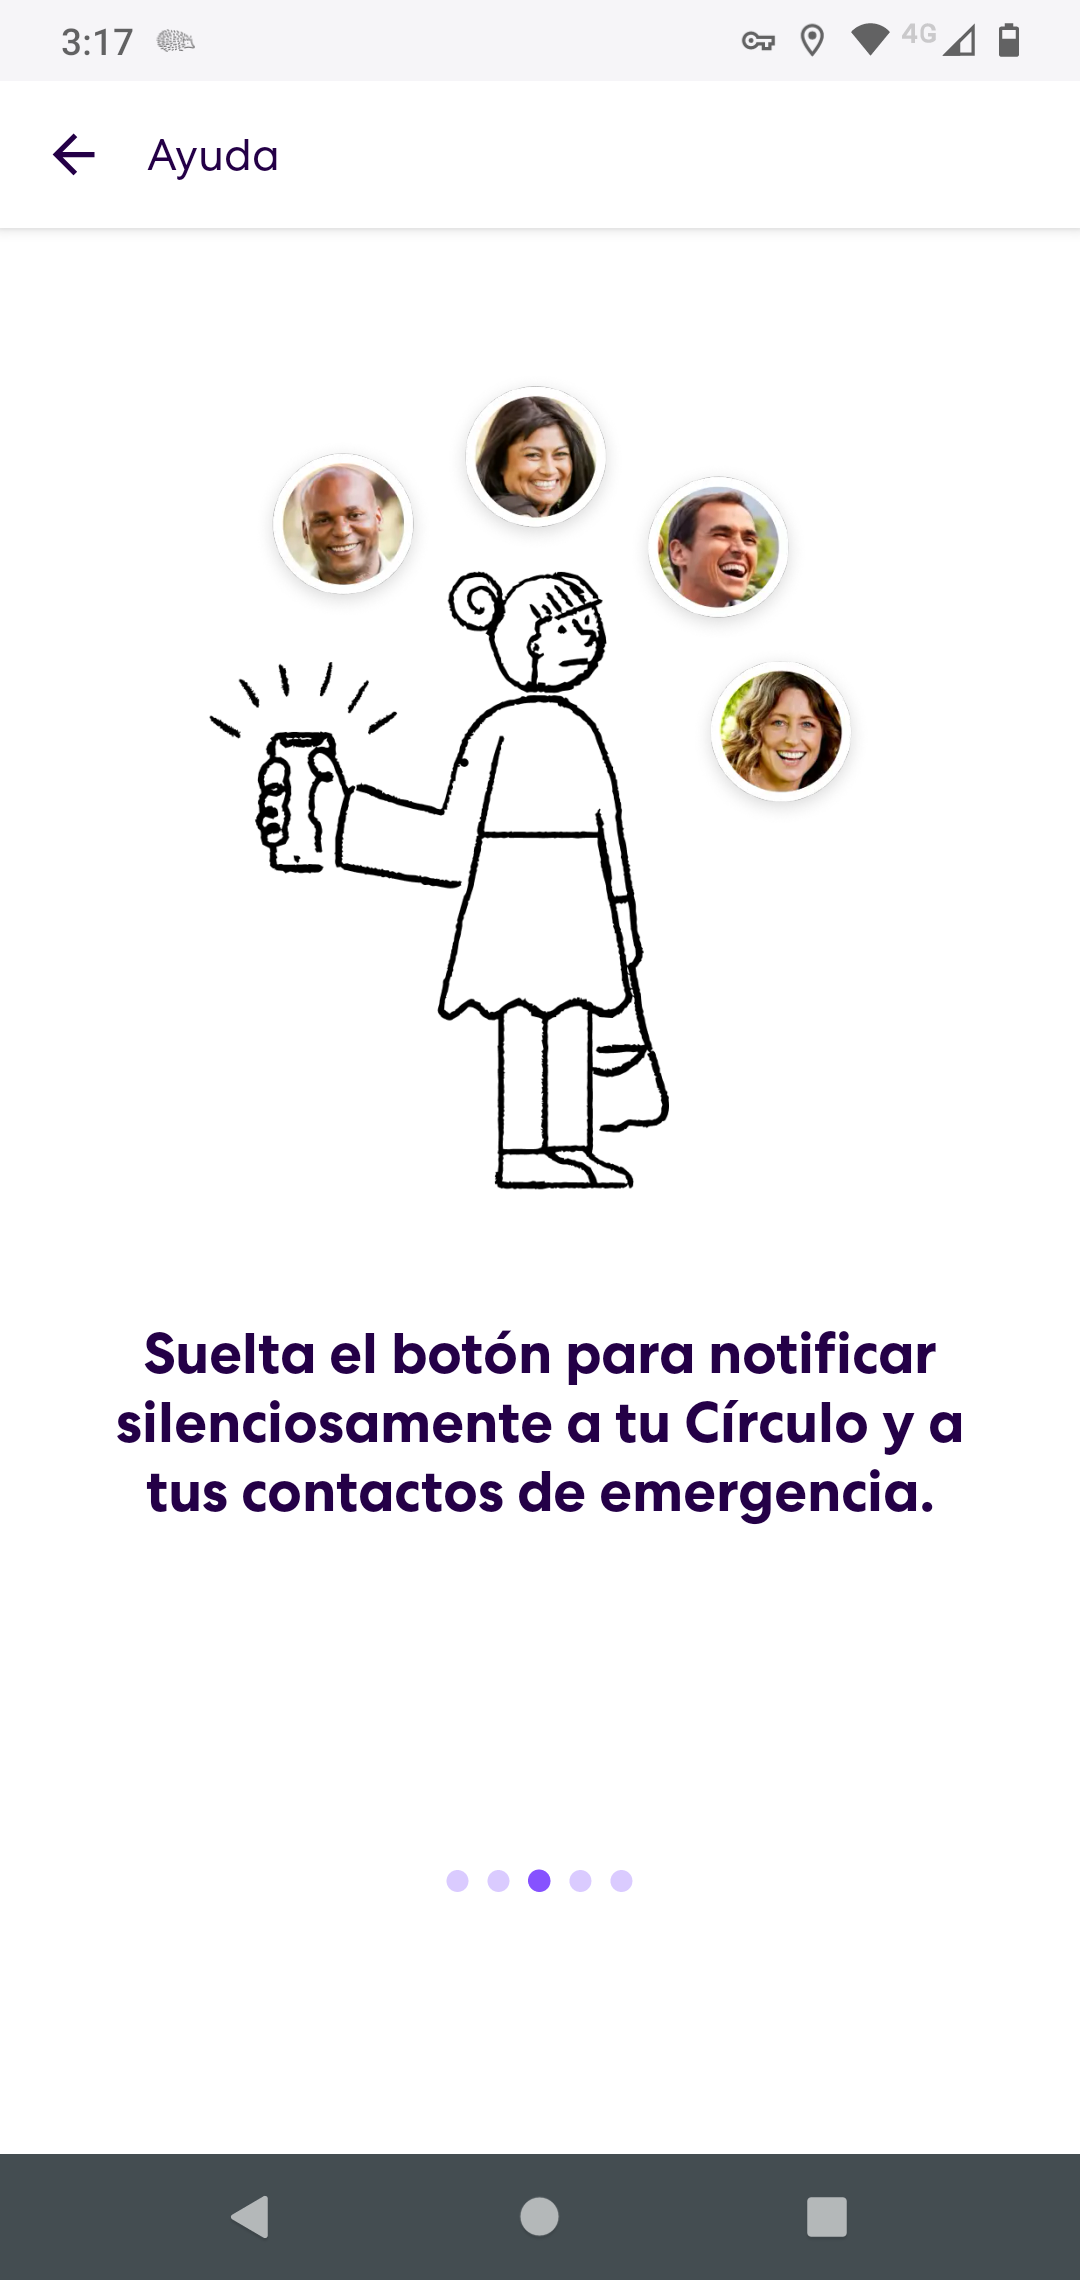 3:17
4G
Ayuda
Suelta el botón para notificar
silenciosamente a tu Círculo y a
tus contactos de emergencia.